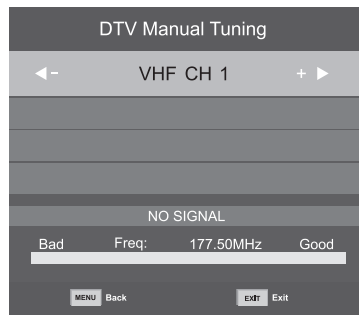 DTV Manual Tuning
- VHF CH 1 +
NO SIGNAL
Bad Freq: 177.50MHz Good
MENU Back EXIT Exit